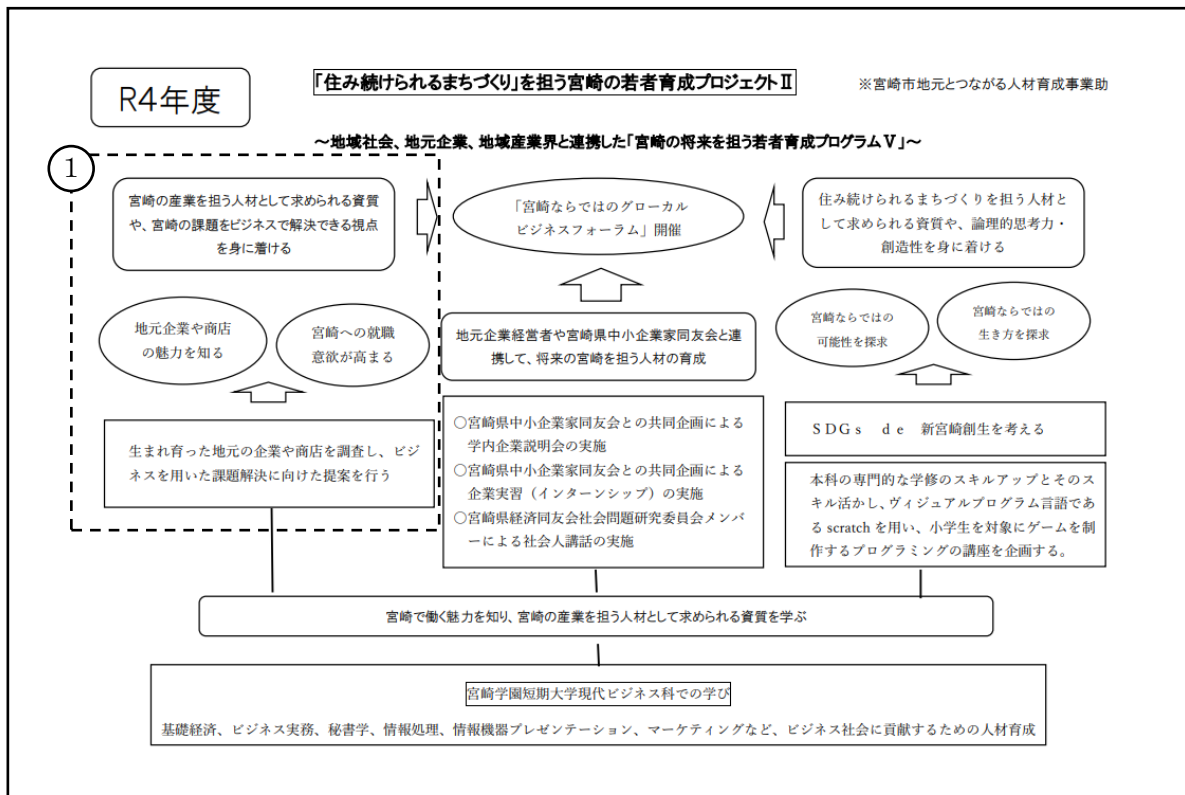 R4年度
「住み続けられるまちづくり」を担う宮崎の若者育成プロジェクトⅡ
※宮崎市地元とつながる人材育成事業助
～地域社会、地元企業、地域産業界と連携した「宮崎の将来を担う若者育成プログラムⅤ」～
1
宮崎の産業を担う人材として求められる資質
や、宮崎の課題をビジネスで解決できる視点
を身に着ける
地元企業や商店
の魅力を知る
宮崎への就職
意欲が高まる
生まれ育った地元の企業や商店を調査し、ビジ
ネスを用いた課題解決に向けた提案を行う
「宮崎ならではのグローカル
ビジネスフォーラム」開催
地元企業経営者や宮崎県中小企業家同友会と連
携して、将来の宮崎を担う人材の育成
○宮崎県中小企業家同友会との共同企画による
学内企業説明会の実施
○宮崎県中小企業家同友会との共同企画による
企業実習（インターンシップ）の実施
○宮崎県経済同友会社会問題研究委員会メンバ
ーによる社会人講話の実施
住み続けられるまちづくりを担う人材と
して求められる資質や、論理的思考力・
創造性を身に着ける
宮崎ならではの
可能性を探求
宮崎ならではの
生き方を探求
ＳＤＧｓ　ｄｅ　新宮崎創生を考える
本科の専門的な学修のスキルアップとそのス
キル活かし、ヴィジュアルプログラム言語であ
る scratch を用い、小学生を対象にゲームを制
作するプログラミングの講座を企画する。
宮崎で働く魅力を知り、宮崎の産業を担う人材として求められる資質を学ぶ
宮崎学園短期大学現代ビジネス科での学び
基礎経済、ビジネス実務、秘書学、情報処理、情報機器プレゼンテーション、マーケティングなど、ビジネス社会に貢献するための人材育成